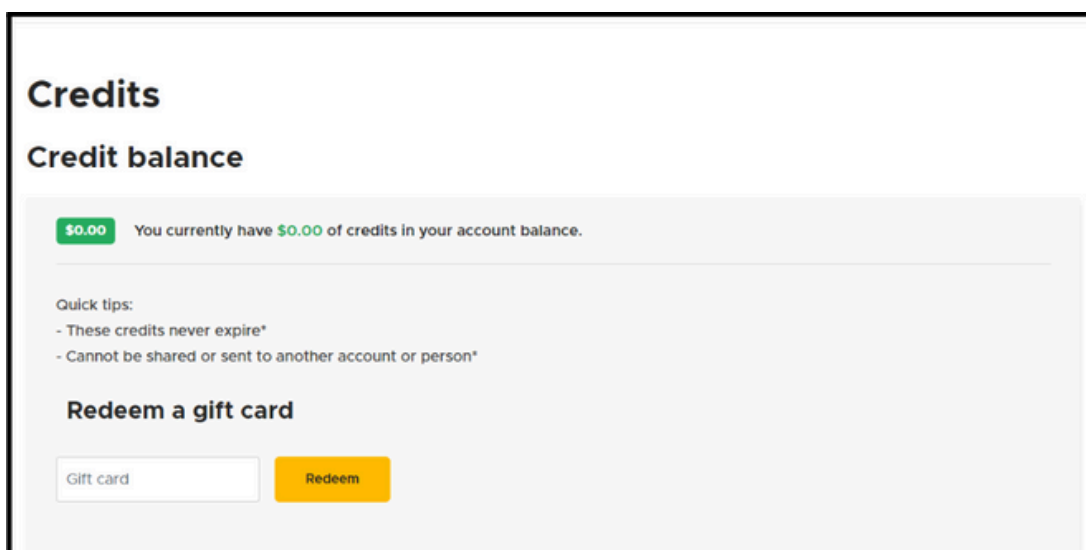 Credits
Credit balance
$0.00 You currently have $0.00 of credits in your account balance.
Quick tips:
- These credits never expire*
- Cannot be shared or sent to another account or person*
Redeem a gift card
Gift card Redeem